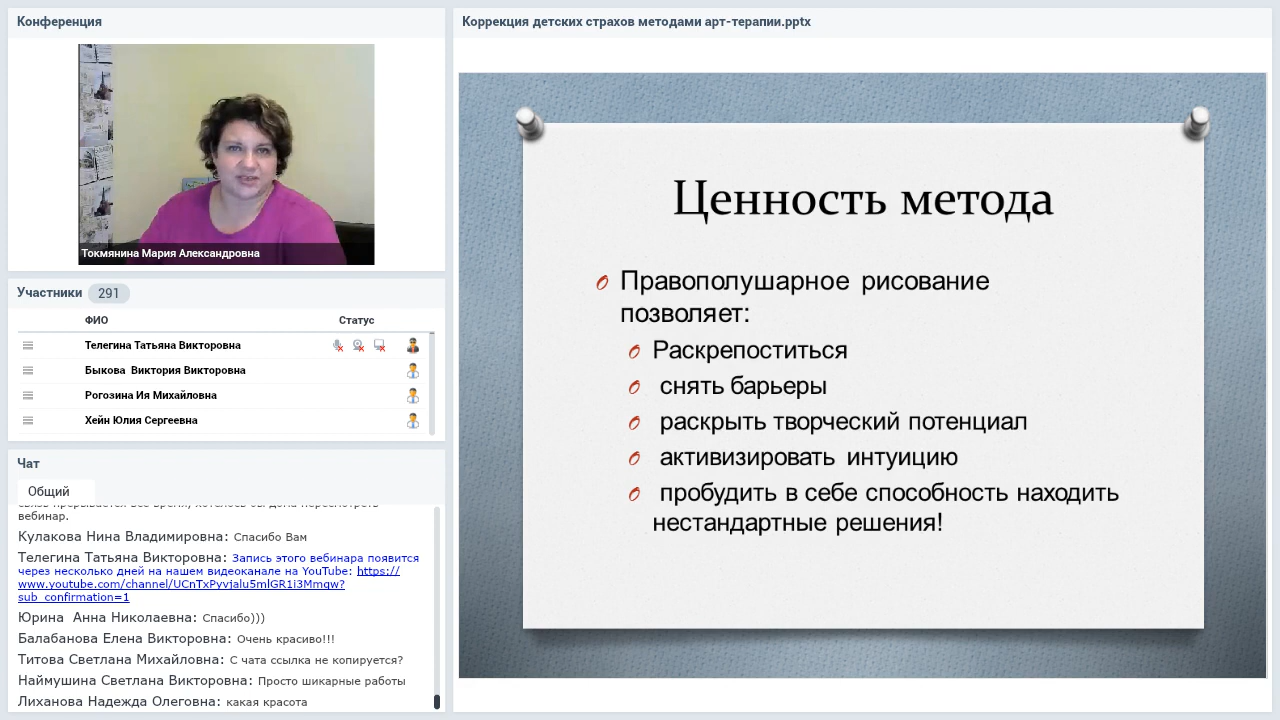 Конференция
Токмянина Мария Александровна
Участники 291
ФИО Статус
Телегина Татьяна Викторовна
Быкова Виктория Викторовна
Рогозина Ия Михайловна
Хейн Юлия Сергеевна
Чат
Общий
вебинар.
Кулакова Нина Владимировна: Спасибо Вам
Телегина Татьяна Викторовна: Запись этого вебинара появится
через несколько дней на нашем видеоканале на YouTube: https://
www.youtube.com/channel/UCnTxPyvjalu5mlGR1i3Mmqw?
sub_confirmation=1
Юрина Анна Николаевна: Спасибо)))
Балабанова Елена Викторовна: Очень красиво!!!
Титова Светлана Михайловна: С чата ссылка не копируется?
Наймушина Светлана Викторовна: Просто шикарные работы
Лиханова Надежда Олеговна: какая красота
Коррекция детских страхов методами арт-терапии.pptx
Ценность метода
Правополушарное рисование
позволяет:
Раскрепоститься
снять барьеры
раскрыть творческий потенциал
активизировать интуицию
пробудить в себе способность находить
нестандартные решения!